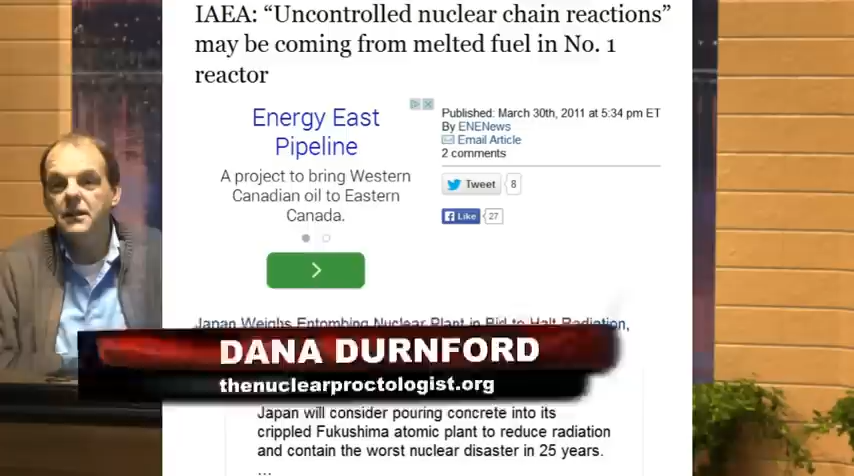 IAEA: “Uncontrolled nuclear chain reactions”
may be coming from melted fuel in No. 1
reactor
Energy East
Pipeline
A project to bring Western
Canadian oil to Eastern
Canada.
Published: March 30th, 2011 at 5:34 pm ET
By ENENews
Email Article
2 comments
Tweet 8
Like 27
Japan Weighs Entombing Nuclear Plant in Bid to Halt Radiation,
DANA DURNFORD
thenuclearproctologist.org
Japan will consider pouring concrete into its
crippled Fukushima atomic plant to reduce radiation
and contain the worst nuclear disaster in 25 years.
...